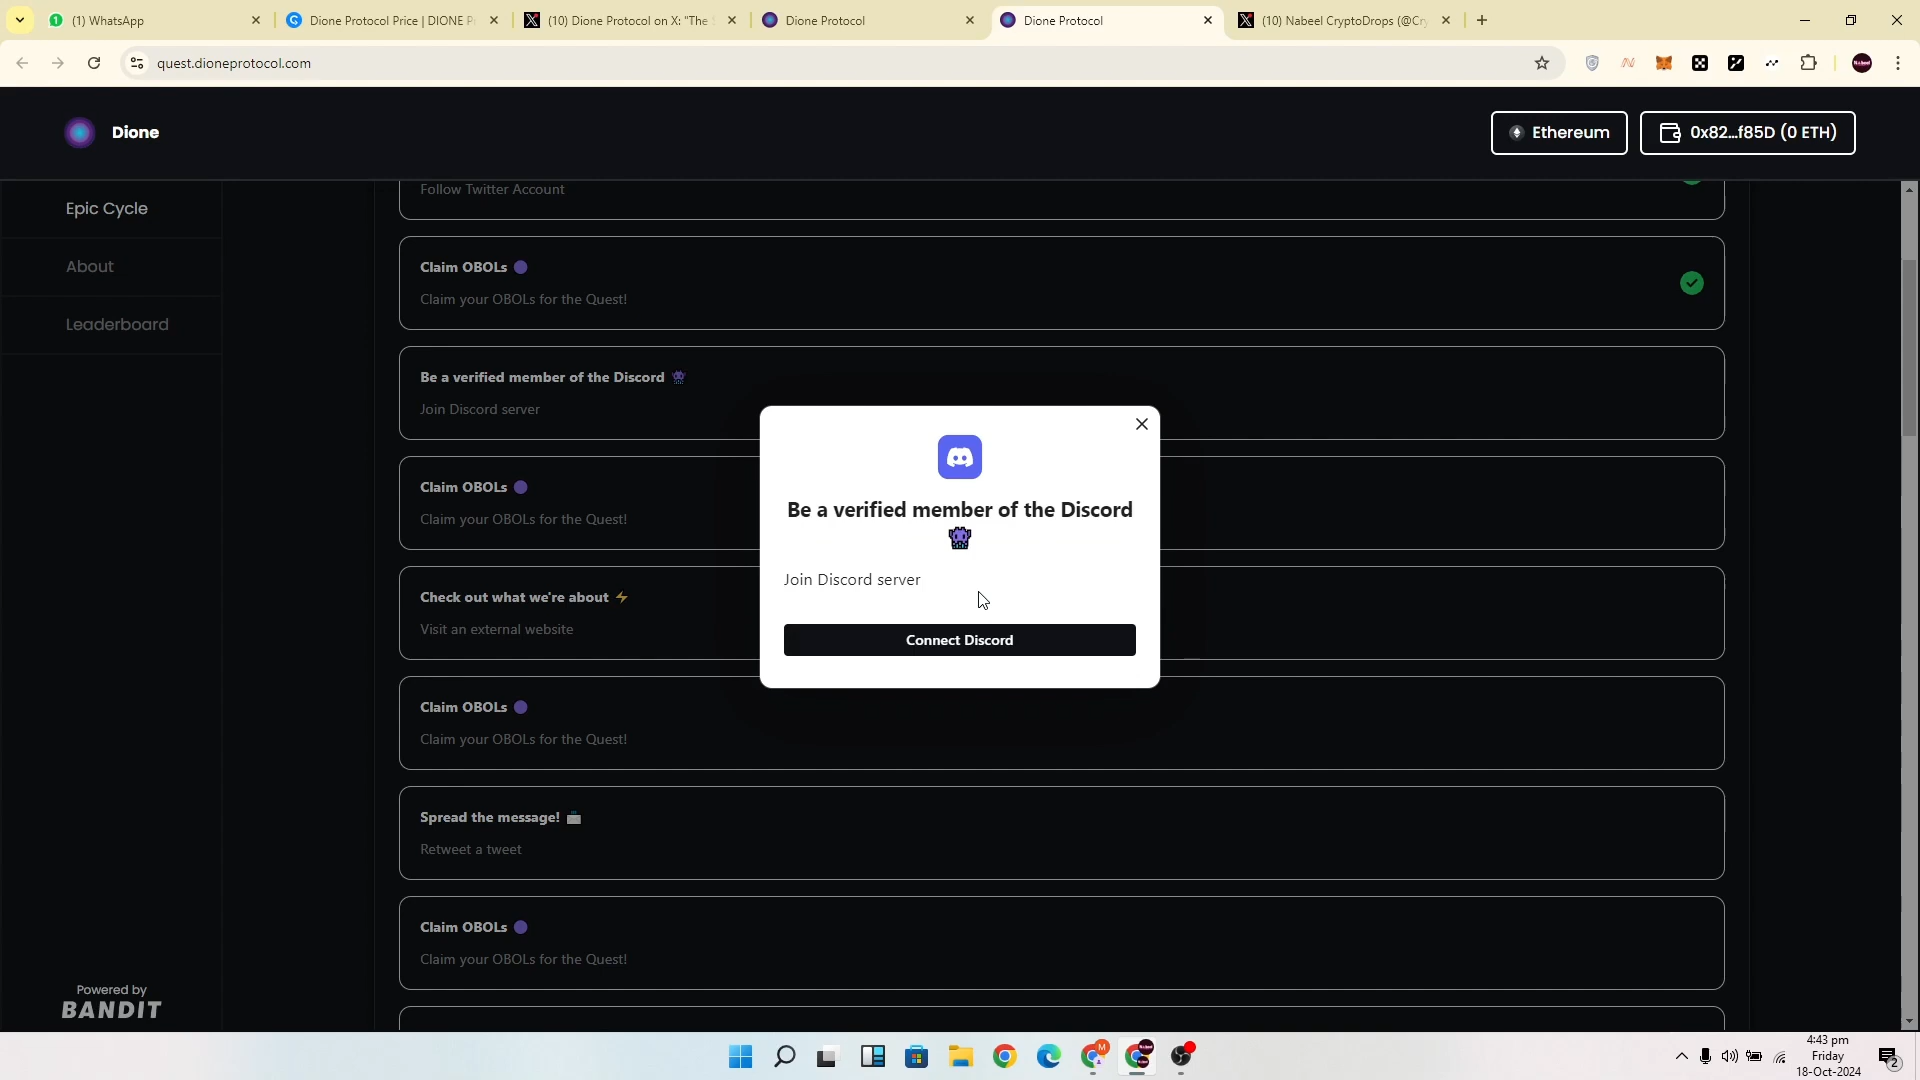 (1) WhatsApp
Dione Protocol Price | DIONE P
(10) Dione Protocol on X: "The
Dione Protocol
Dione Protocol
(10) Nabeel CryptoDrops (@Cry
quest.dioneprotocol.com
Dione
Ethereum
0x82...f85D (0 ETH)
Epic Cycle
About
Leaderboard
Follow Twitter Account
Claim OBOLs
Claim your OBOLs for the Quest!
Be a verified member of the Discord
Join Discord server
Claim OBOLs
Claim your OBOLs for the Quest!
Check out what we're about
Visit an external website
Claim OBOLs
Claim your OBOLs for the Quest!
Spread the message!
Retweet a tweet
Claim OBOLs
Claim your OBOLs for the Quest!
Be a verified member of the Discord
Join Discord server
Connect Discord
Powered by
BANDIT
4:43 pm
Friday
18-Oct-2024
2